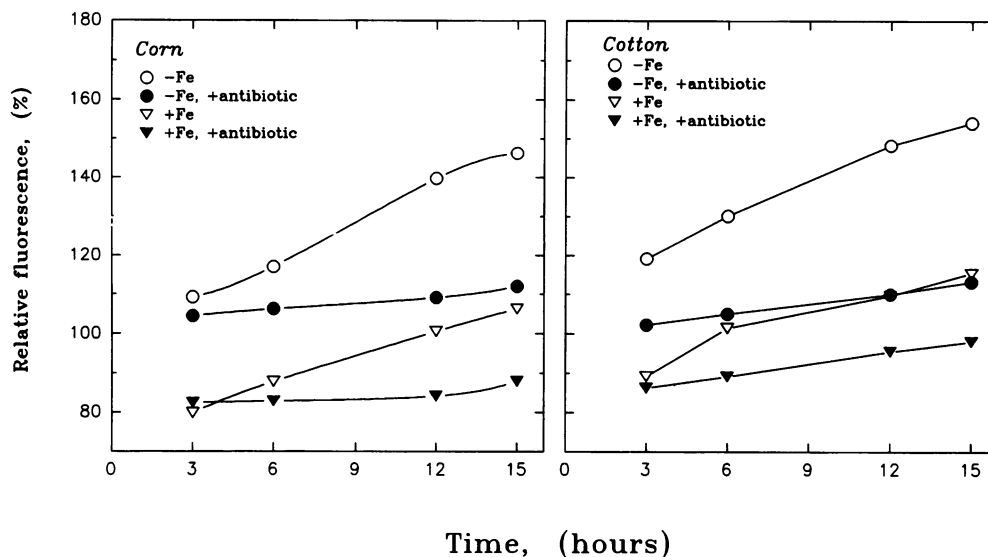 Relative fluorescence, (%)
180
160
140
120
100
80
Corn
-Fe
-Fe, +antibiotic
+Fe
+Fe, +antibiotic
0 3 6 9 12 15
Cotton
-Fe
-Fe, +antibiotic
+Fe
+Fe, +antibiotic
0 3 6 9 12 15
Time, (hours)